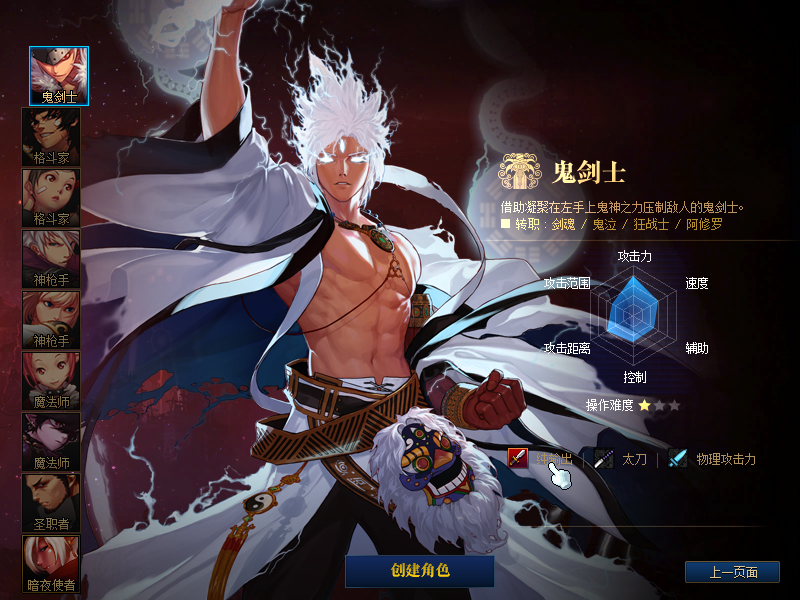 鬼剑士
格斗家
格斗家
神枪手
神枪手
魔法师
魔法师
圣职者
暗夜使者
鬼剑士
借助凝聚在左手上鬼神之力压制敌人的鬼剑士。
转职 : 剑魂 / 鬼泣 / 狂战士 / 阿修罗
攻击力
攻击范围
速度
攻击距离
辅助
控制
操作难度
纯输出 | 太刀 | 物理攻击力
创建角色
上一页面